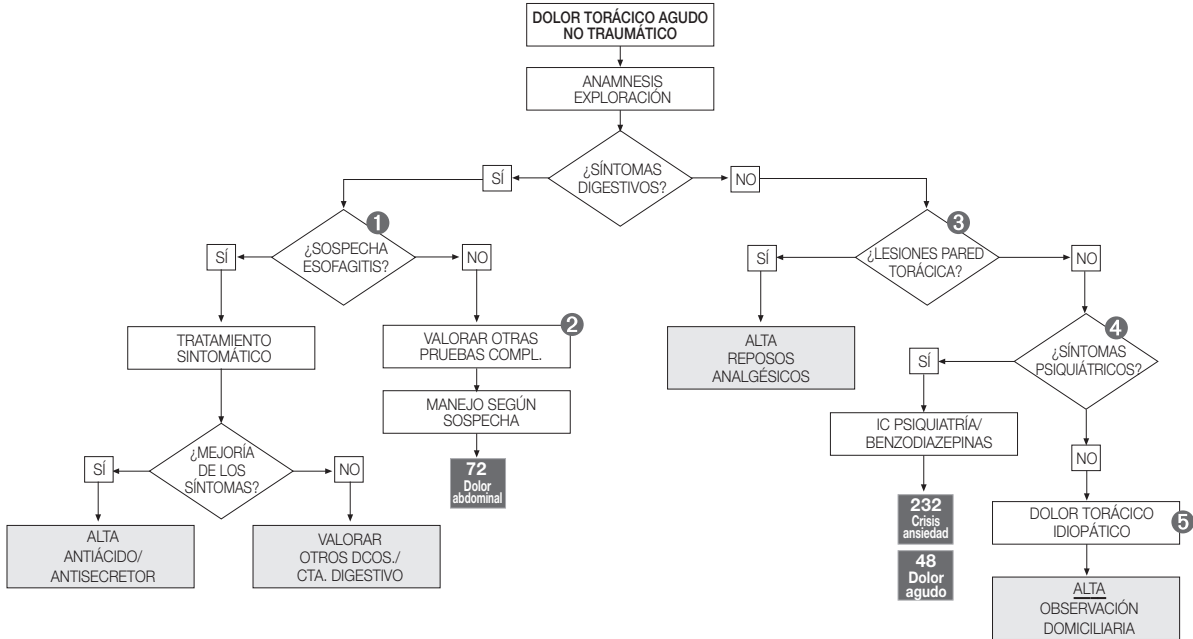 DOLOR TORÁCICO AGUDO
NO TRAUMÁTICO
ANAMNESIS
EXPLORACIÓN
¿SÍNTOMAS
DIGESTIVOS?
SÍ
NO
1
¿SOSPECHA
ESOFAGITIS?
SÍ
NO
3
¿LESIONES PARED
TORÁCICA?
SÍ
NO
TRATAMIENTO
SINTOMÁTICO
2
VALORAR OTRAS
PRUEBAS COMPL.
MANEJO SEGÚN
SOSPECHA
72
Dolor
abdominal
¿MEJORÍA
DE LOS
SÍNTOMAS?
SÍ
NO
ALTA
ANTIÁCIDO/
ANTISECRETOR
VALORAR
OTROS DCOS./
CTA. DIGESTIVO
ALTA
REPOSOS
ANALGÉSICOS
4
¿SÍNTOMAS
PSIQUIÁTRICOS?
SÍ
NO
IC PSIQUIATRÍA/
BENZODIAZEPINAS
232
Crisis
ansiedad
48
Dolor
agudo
DOLOR TORÁCICO
IDIOPÁTICO
5
ALTA
OBSERVACIÓN
DOMICILIARIA